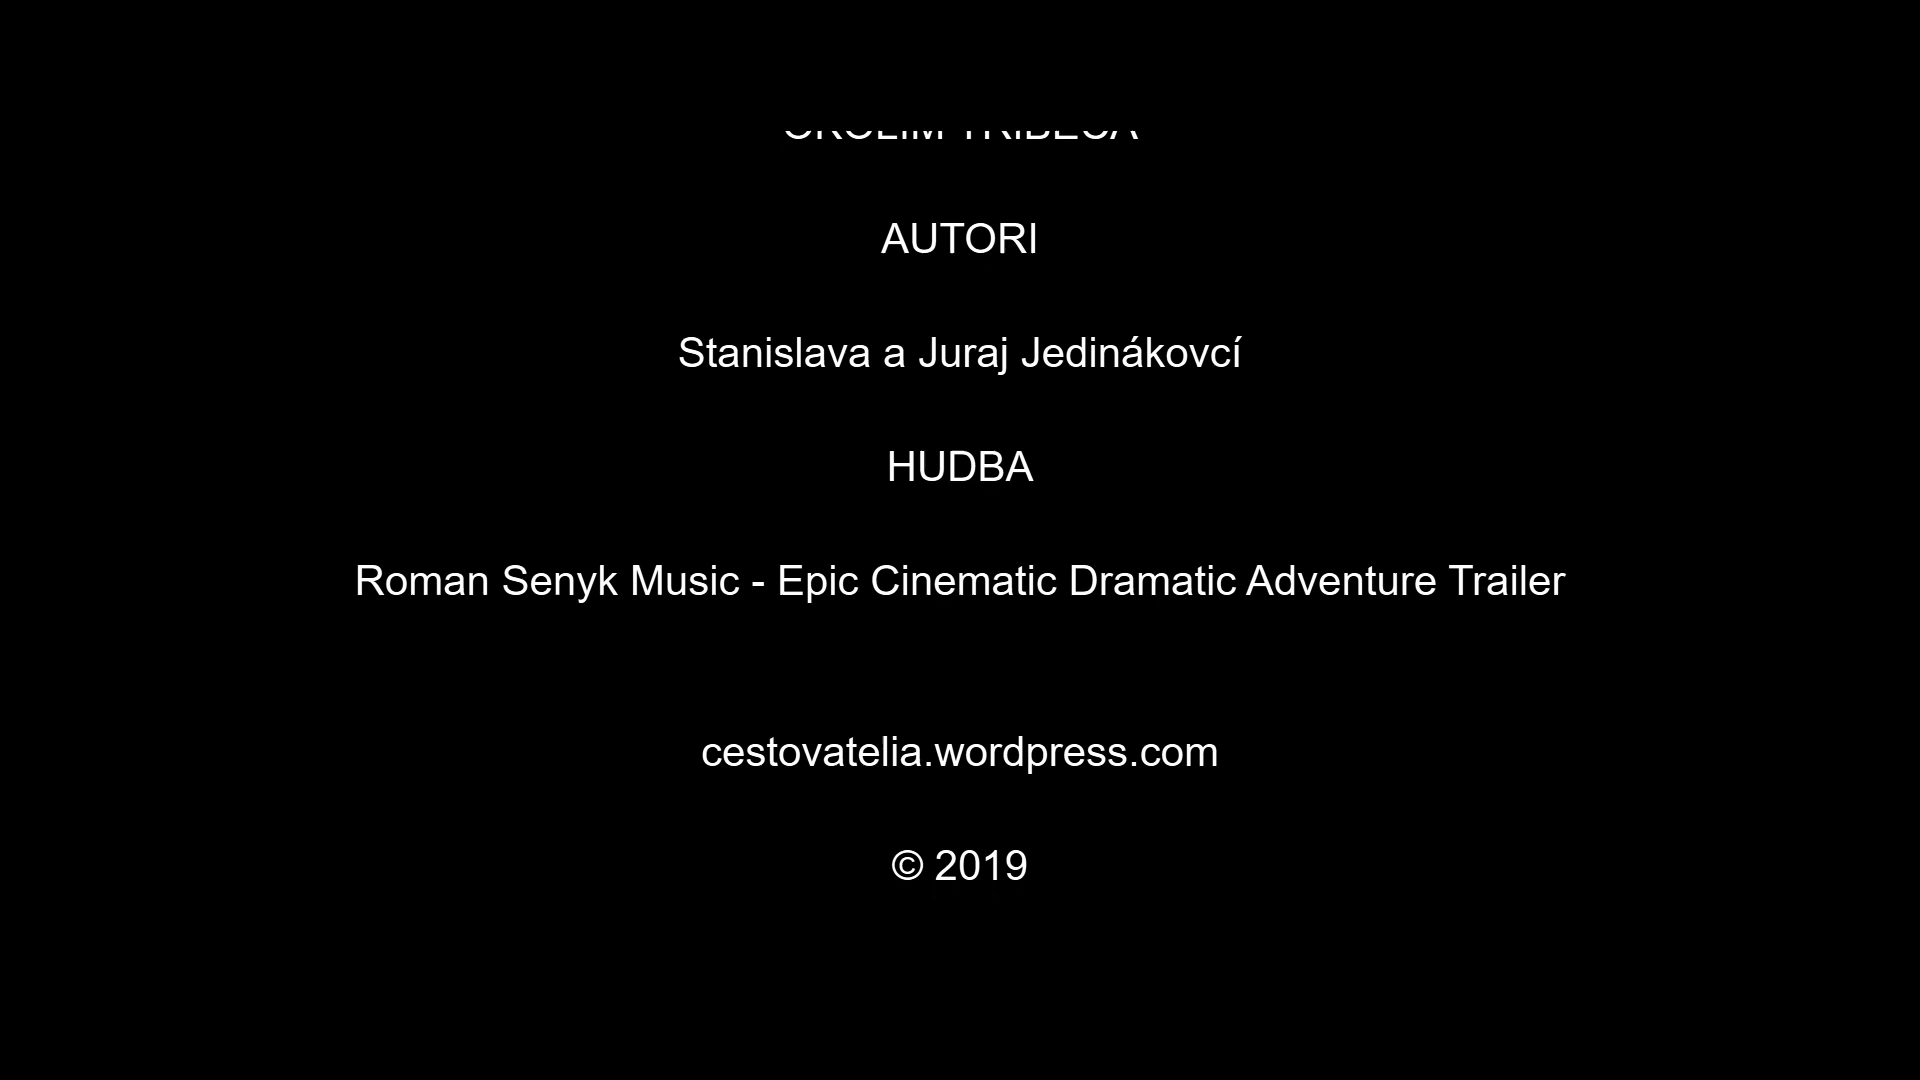 AUTORI
Stanislava a Juraj Jedinákovcí
HUDBA
Roman Senyk Music - Epic Cinematic Dramatic Adventure Trailer
cestovatelia.wordpress.com
© 2019